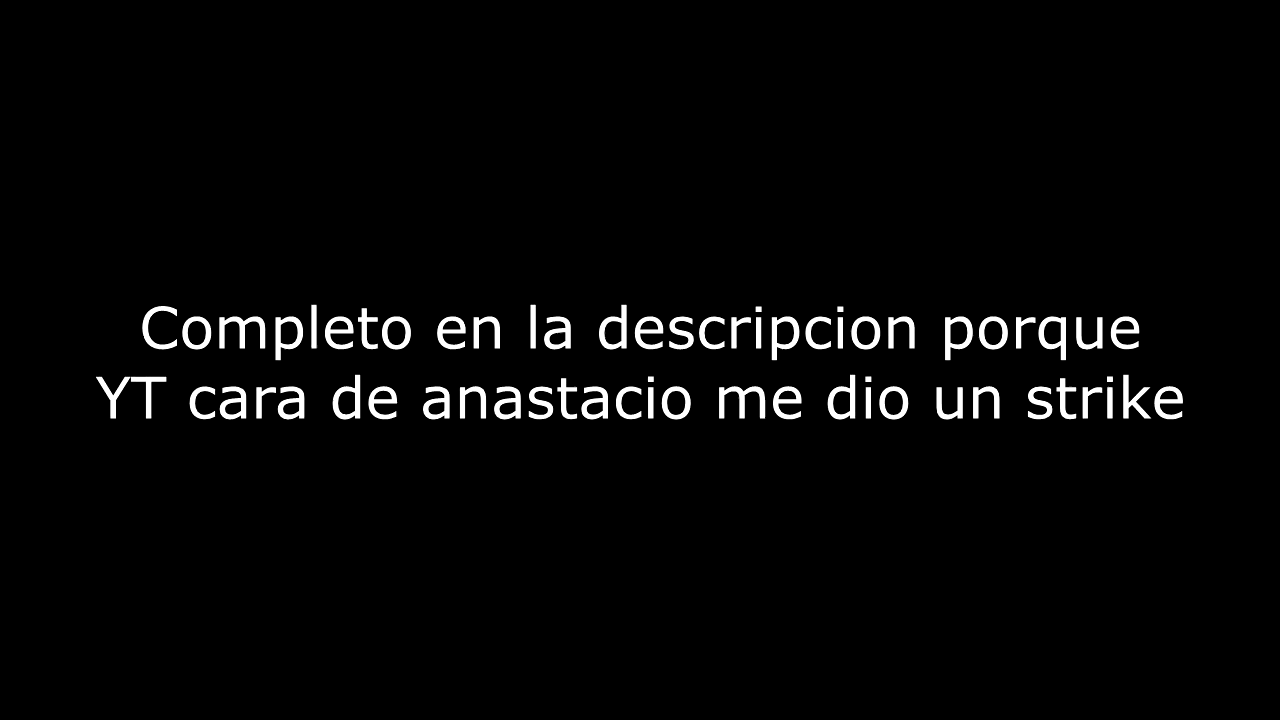 Completo en la descripcion porque
YT cara de anastacio me dio un strike